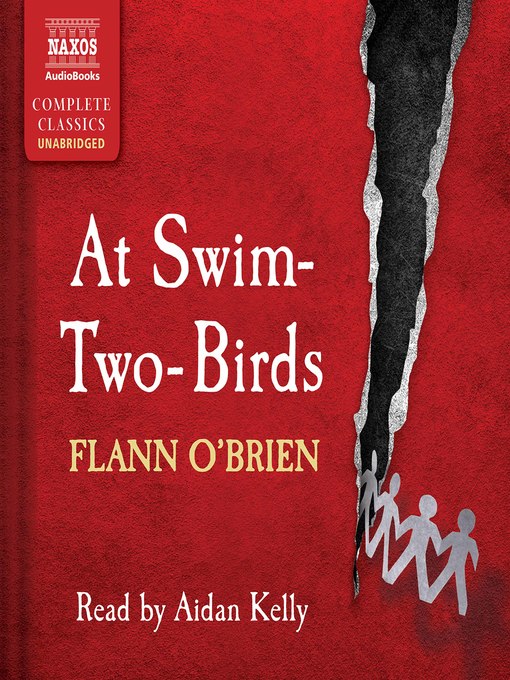 NAXOS
AudioBooks
COMPLETE
CLASSICS
UNABRIDGED
At Swim-
Two-Birds
FLANN O'BRIEN
Read by Aidan Kelly